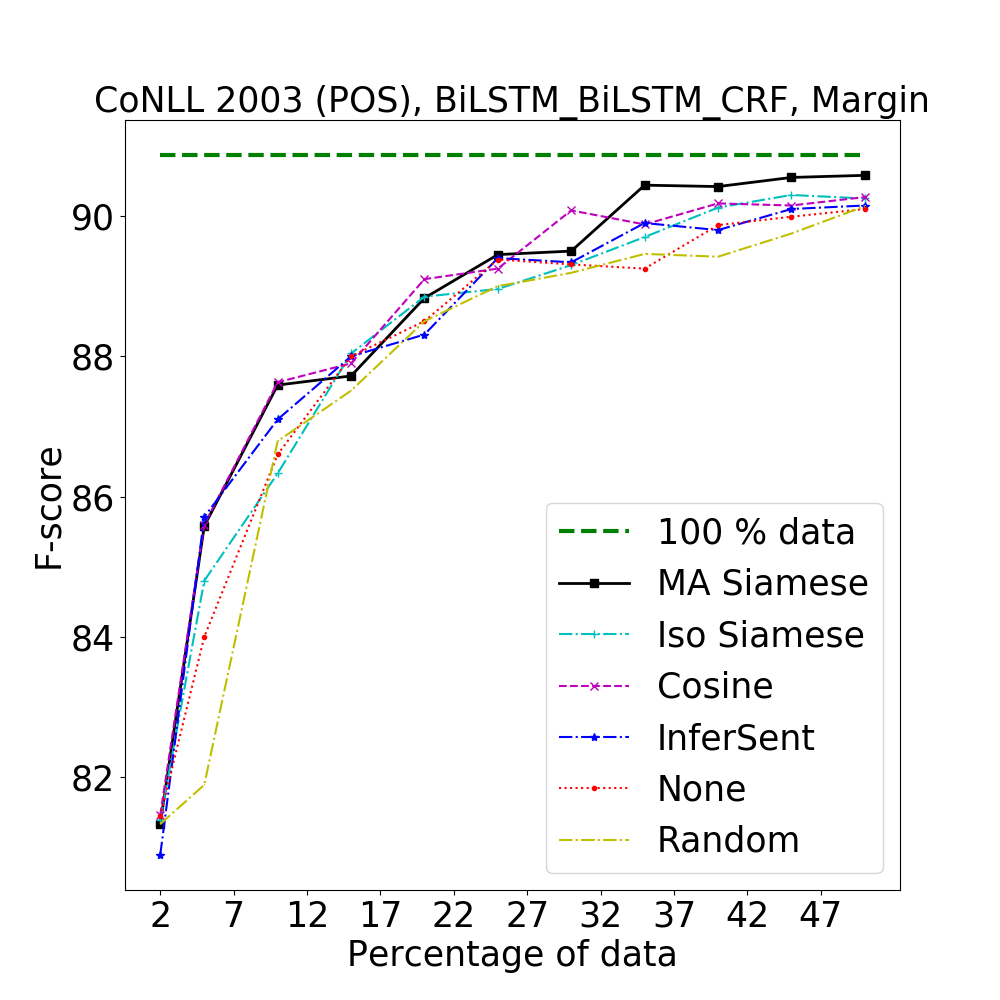 CoNLL 2003 (POS), BiLSTM_BiLSTM_CRF, Margin
F-score
90
88
86
84
82
100 % data
MA Siamese
Iso Siamese
Cosine
InferSent
None
Random
2 7 12 17 22 27 32 37 42 47
Percentage of data